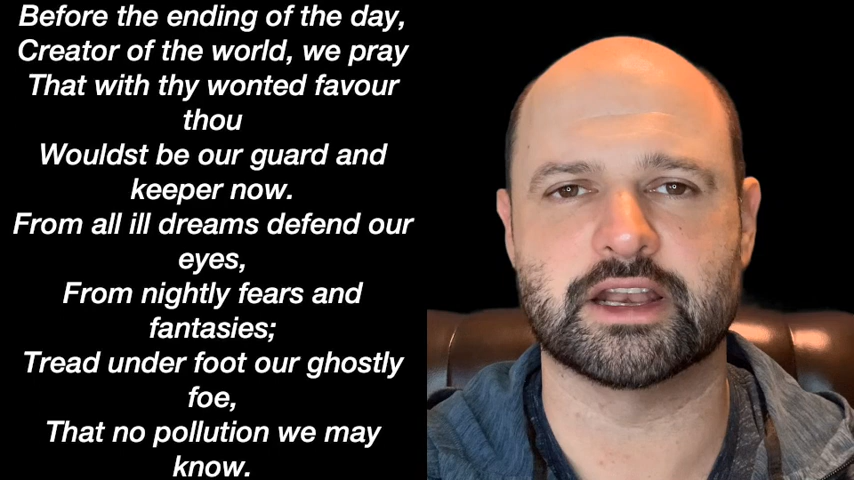 Before the ending of the day,
Creator of the world, we pray
That with thy wonted favour
thou
Wouldst be our guard and
keeper now.
From all ill dreams defend our
eyes,
From nightly fears and
fantasies;
Tread under foot our ghostly
foe,
That no pollution we may
know.